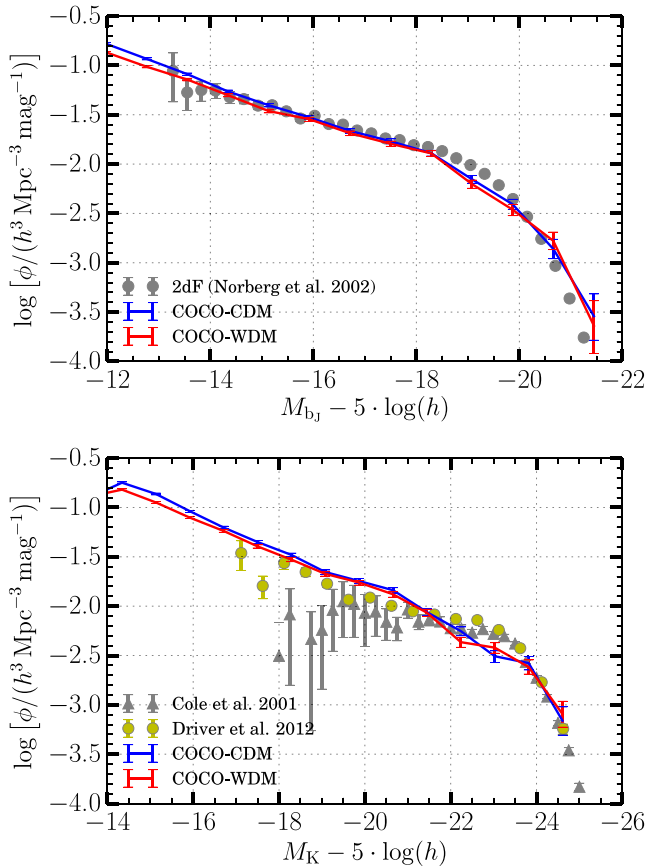 −0.5
−1.0
−1.5
−2.0
−2.5
−3.0
−3.5
−4.0
log [ϕ/(h³ Mpc⁻³ mag⁻¹)]
2dF (Norberg et al. 2002)
COCO-CDM
COCO-WDM
−12 −14 −16 −18 −20 −22
M_bJ − 5 · log(h)
−0.5
−1.0
−1.5
−2.0
−2.5
−3.0
−3.5
−4.0
log [ϕ/(h³ Mpc⁻³ mag⁻¹)]
Cole et al. 2001
Driver et al. 2012
COCO-CDM
COCO-WDM
−14 −16 −18 −20 −22 −24 −26
M_K − 5 · log(h)